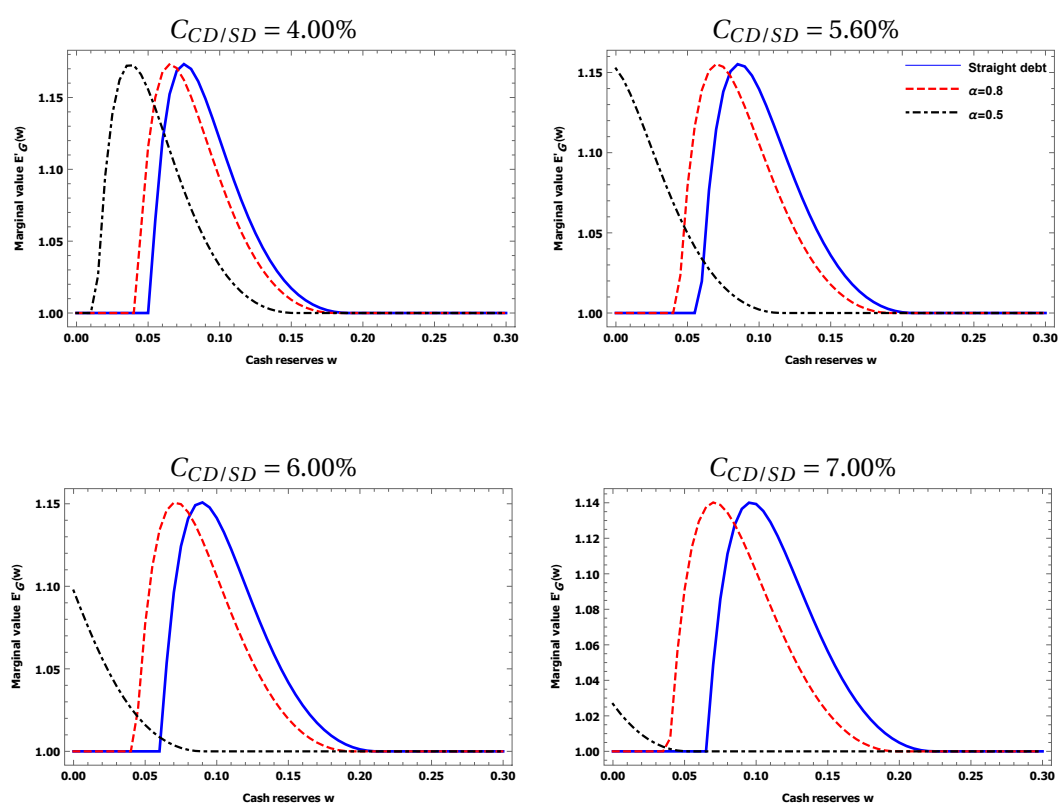 C_{CD/SD} = 4.00%
Marginal value E'_G(w)
1.15
1.10
1.05
1.00
0.00 0.05 0.10 0.15 0.20 0.25 0.30
Cash reserves w
C_{CD/SD} = 5.60%
Straight debt
α=0.8
α=0.5
Marginal value E'_G(w)
1.15
1.10
1.05
1.00
0.00 0.05 0.10 0.15 0.20 0.25 0.30
Cash reserves w
C_{CD/SD} = 6.00%
Marginal value E'_G(w)
1.15
1.10
1.05
1.00
0.00 0.05 0.10 0.15 0.20 0.25 0.30
Cash reserves w
C_{CD/SD} = 7.00%
Marginal value E'_G(w)
1.14
1.12
1.10
1.08
1.06
1.04
1.02
1.00
0.00 0.05 0.10 0.15 0.20 0.25 0.30
Cash reserves w